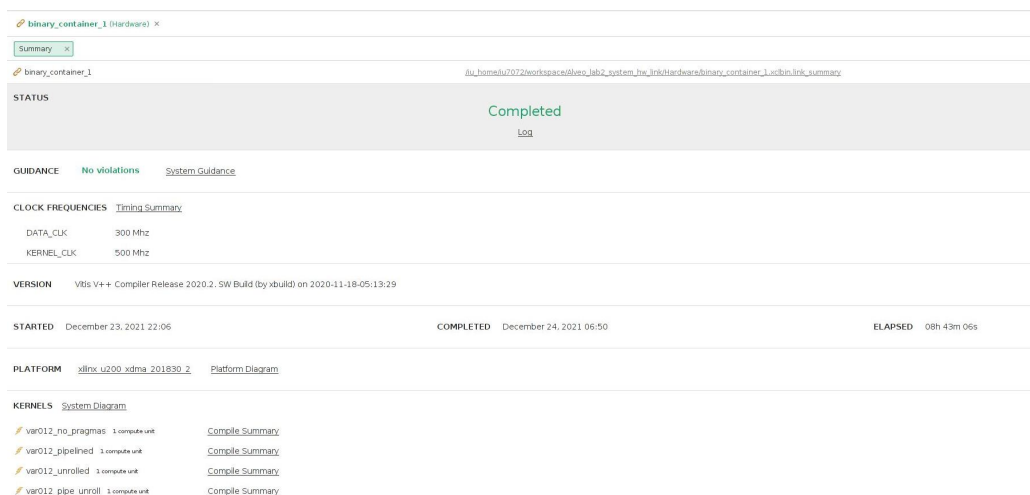 binary_container_1 (Hardware) ×
Summary ×
binary_container_1 /iu_home/iu7072/workspace/Alveo_lab2_system_hw_link/Hardware/binary_container_1.xclbin.link_summary
STATUS
Completed
Log
GUIDANCE No violations System Guidance
CLOCK FREQUENCIES Timing Summary
DATA_CLK 300 Mhz
KERNEL_CLK 500 Mhz
VERSION Vitis V++ Compiler Release 2020.2. SW Build (by xbuild) on 2020-11-18-05:13:29
STARTED December 23, 2021 22:06 COMPLETED December 24, 2021 06:50 ELAPSED 08h 43m 06s
PLATFORM xilinx_u200_xdma_201830_2 Platform Diagram
KERNELS System Diagram
var012_no_pragmas 1 compute unit Compile Summary
var012_pipelined 1 compute unit Compile Summary
var012_unrolled 1 compute unit Compile Summary
var012_pipe_unroll 1 compute unit Compile Summary